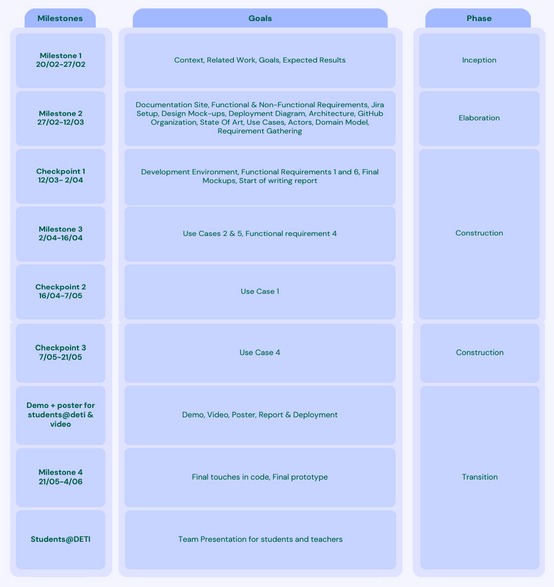 Milestones
Goals
Phase
Milestone 1
20/02-27/02
Context, Related Work, Goals, Expected Results
Inception
Milestone 2
27/02-12/03
Documentation Site, Functional & Non-Functional Requirements, Jira
Setup, Design Mock-ups, Deployment Diagram, Architecture, GitHub
Organization, State Of Art, Use Cases, Actors, Domain Model,
Requirement Gathering
Elaboration
Checkpoint 1
12/03- 2/04
Development Environment, Functional Requirements 1 and 6, Final
Mockups, Start of writing report
Milestone 3
2/04-16/04
Use Cases 2 & 5, Functional requirement 4
Construction
Checkpoint 2
16/04-7/05
Use Case 1
Checkpoint 3
7/05-21/05
Use Case 4
Construction
Demo + poster for
students@deti &
video
Demo, Video, Poster, Report & Deployment
Milestone 4
21/05-4/06
Final touches in code, Final prototype
Transition
Students@DETI
Team Presentation for students and teachers